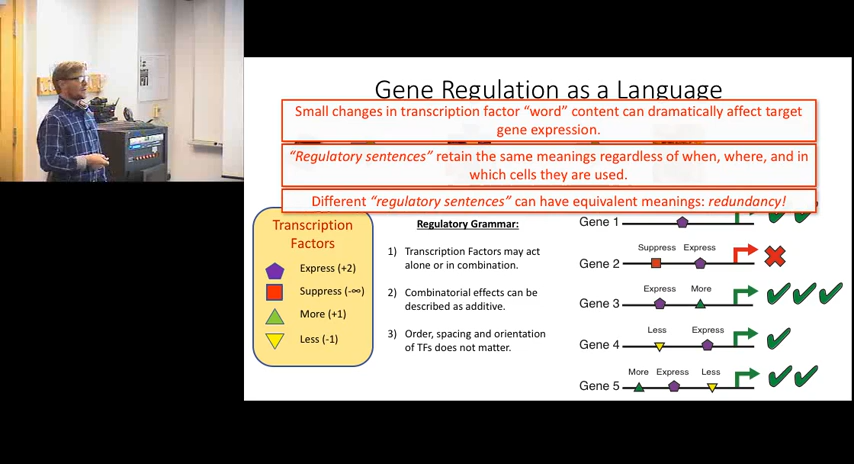 Gene Regulation as a Language
Small changes in transcription factor “word” content can dramatically affect target
gene expression.
“Regulatory sentences” retain the same meanings regardless of when, where, and in
which cells they are used.
Different “regulatory sentences” can have equivalent meanings: redundancy!
Transcription
Factors
Express (+2)
Suppress (-∞)
More (+1)
Less (-1)
Regulatory Grammar:
1) Transcription Factors may act
alone or in combination.
2) Combinatorial effects can be
described as additive.
3) Order, spacing and orientation
of TFs does not matter.
Gene 1
Suppress Express
Gene 2
Express More
Gene 3
Less Express
Gene 4
More Express Less
Gene 5